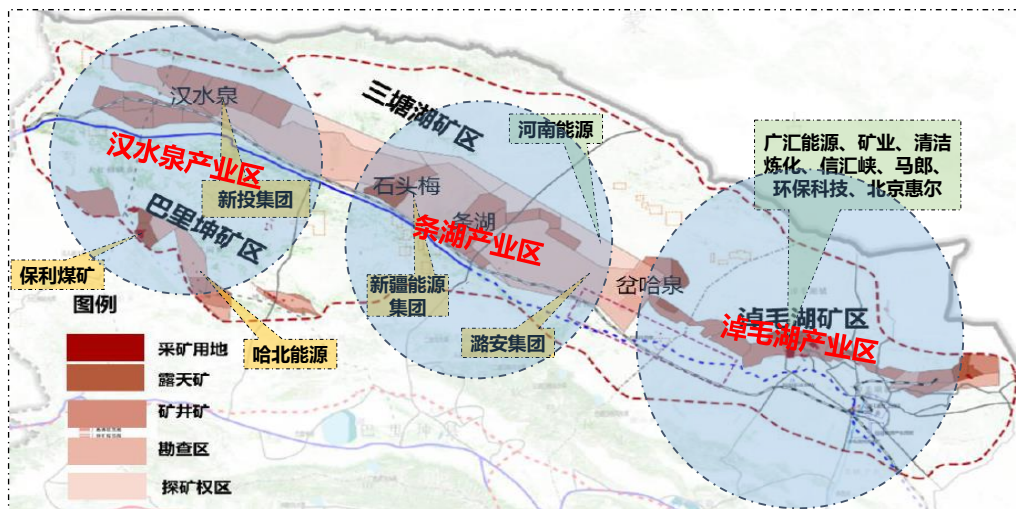 汉水泉
三塘湖矿区
河南能源
广汇能源、矿业、清洁
炼化、信汇峡、马郎、
环保科技、北京惠尔
汉水泉产业区
石头梅
新投集团
条湖
巴里坤矿区
条湖产业区
保利煤矿
新疆能源
集团
岔哈泉
淖毛湖矿区
淖毛湖产业区
潞安集团
哈北能源
图例
采矿用地
露天矿
矿井矿
勘查区
探矿权区
巴里坤县